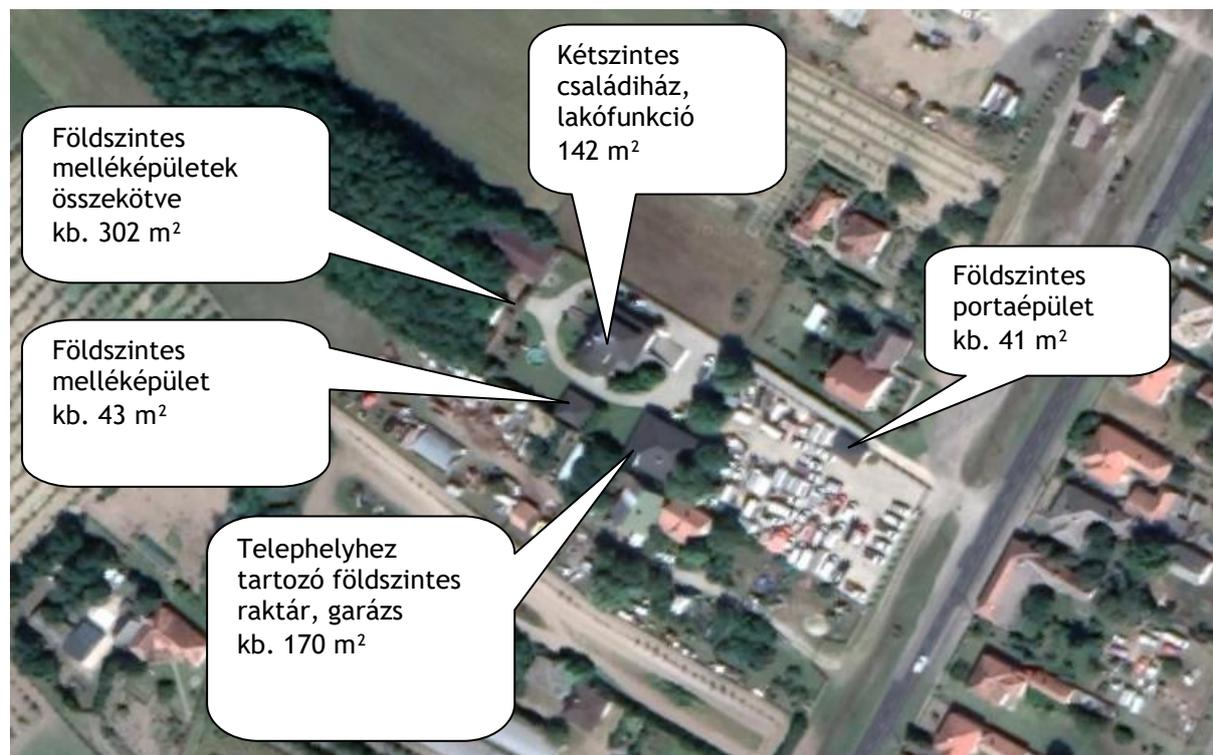 Kétszintes
családiház,
lakófunkció
142 m²
Földszintes
melléképületek
összekötve
kb. 302 m²
Földszintes
portaépület
kb. 41 m²
Földszintes
melléképület
kb. 43 m²
Telephelyhez
tartozó földszintes
raktár, garázs
kb. 170 m²